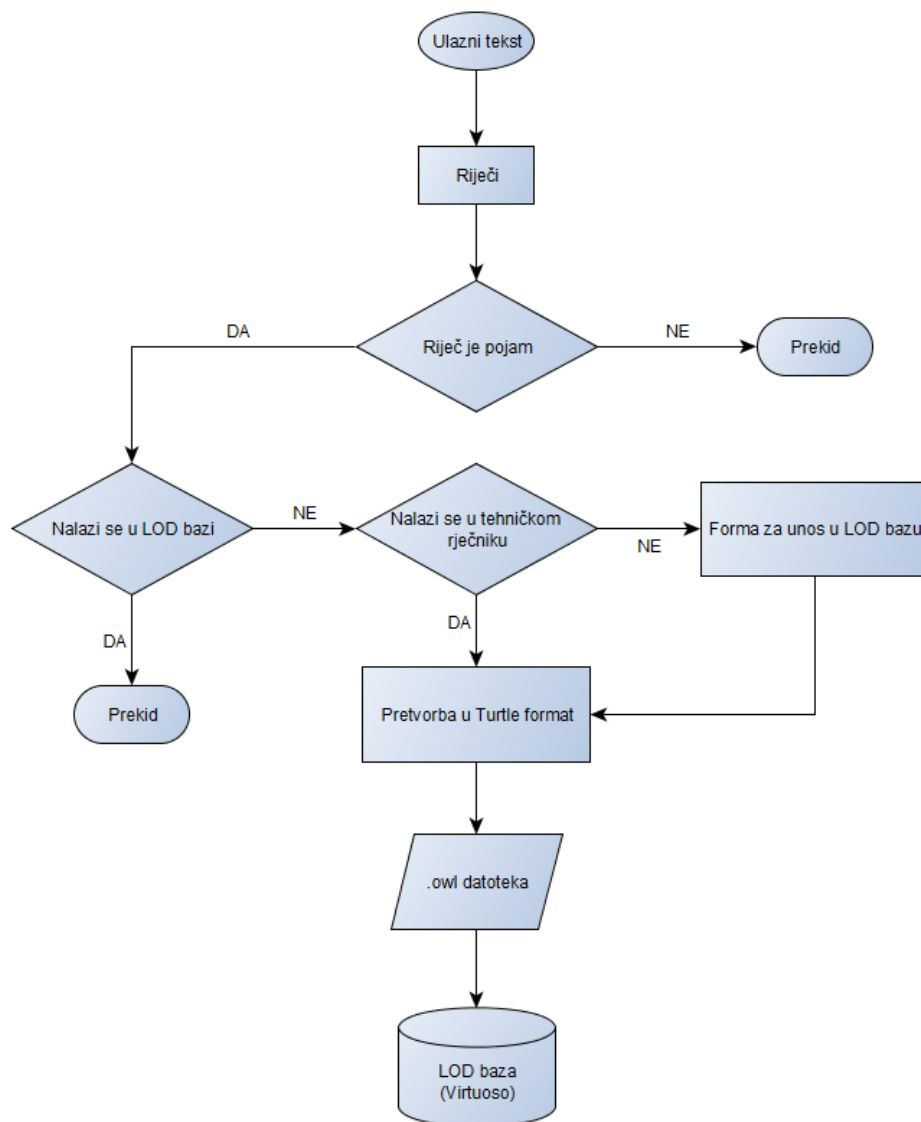 Ulazni tekst
Riječi
DA
Riječ je pojam
NE
Prekid
Nalazi se u LOD bazi
NE
Nalazi se u tehničkom
rječniku
NE
Forma za unos u LOD bazu
DA
DA
Prekid
Pretvorba u Turtle format
.owl datoteka
LOD baza
(Virtuoso)